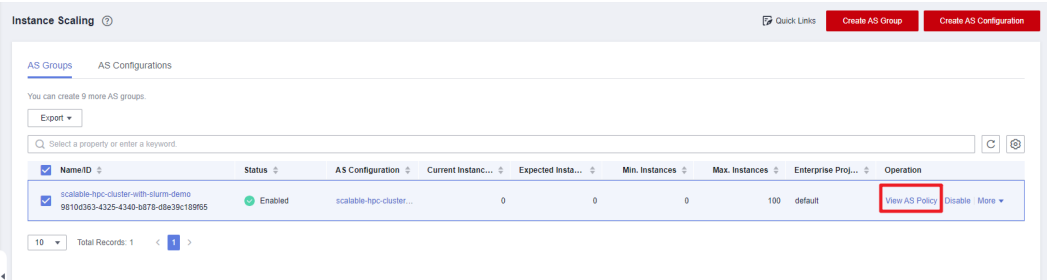 Instance Scaling
Quick Links
Create AS Group
Create AS Configuration
AS Groups
AS Configurations
You can create 9 more AS groups.
Export
Select a property or enter a keyword.
Name/ID Status AS Configuration Current Instanc... Expected Insta... Min. Instances Max. Instances Enterprise Proj... Operation
scalable-hpc-cluster-with-slurm-demo
9810d363-4325-4340-b878-d8e39c189f65
Enabled scalable-hpc-cluster... 0 0 0 100 default View AS Policy Disable More
10 Total Records: 1 < 1 >